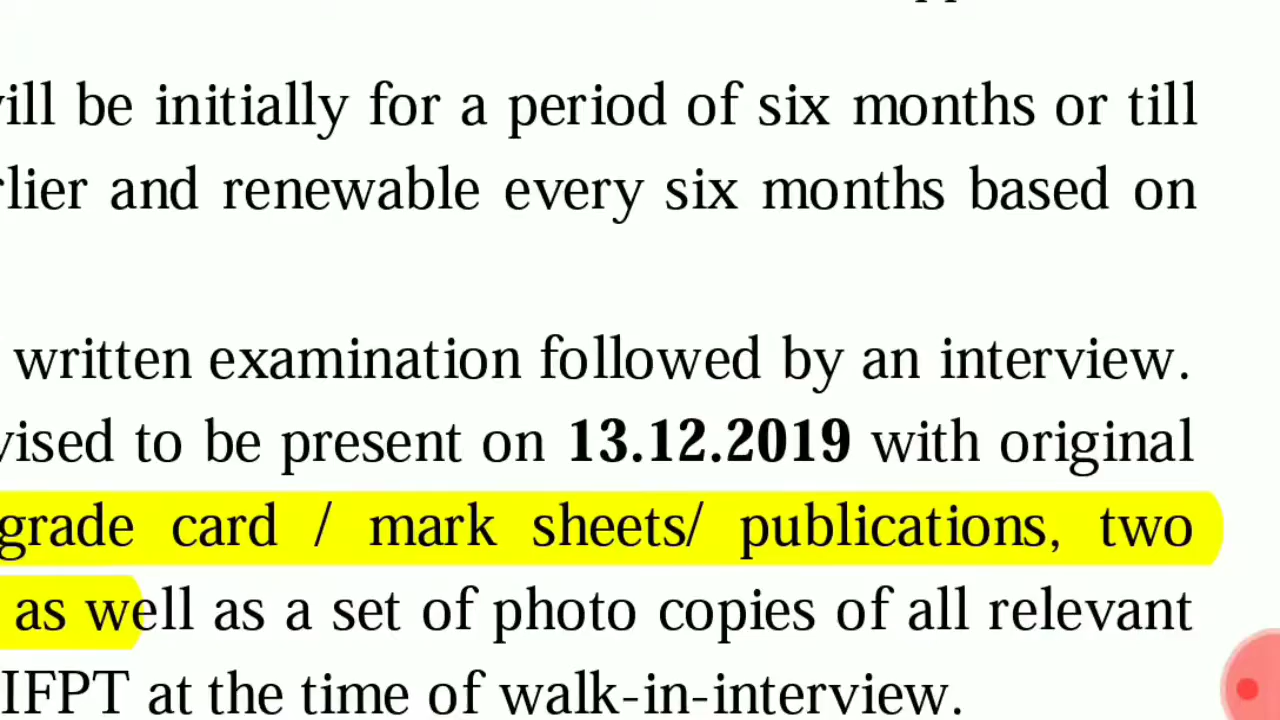 will be initially for a period of six months or till
rlier and renewable every six months based on
written examination followed by an interview.
vised to be present on 13.12.2019 with original
grade card / mark sheets/ publications, two
as well as a set of photo copies of all relevant
IFPT at the time of walk-in-interview.